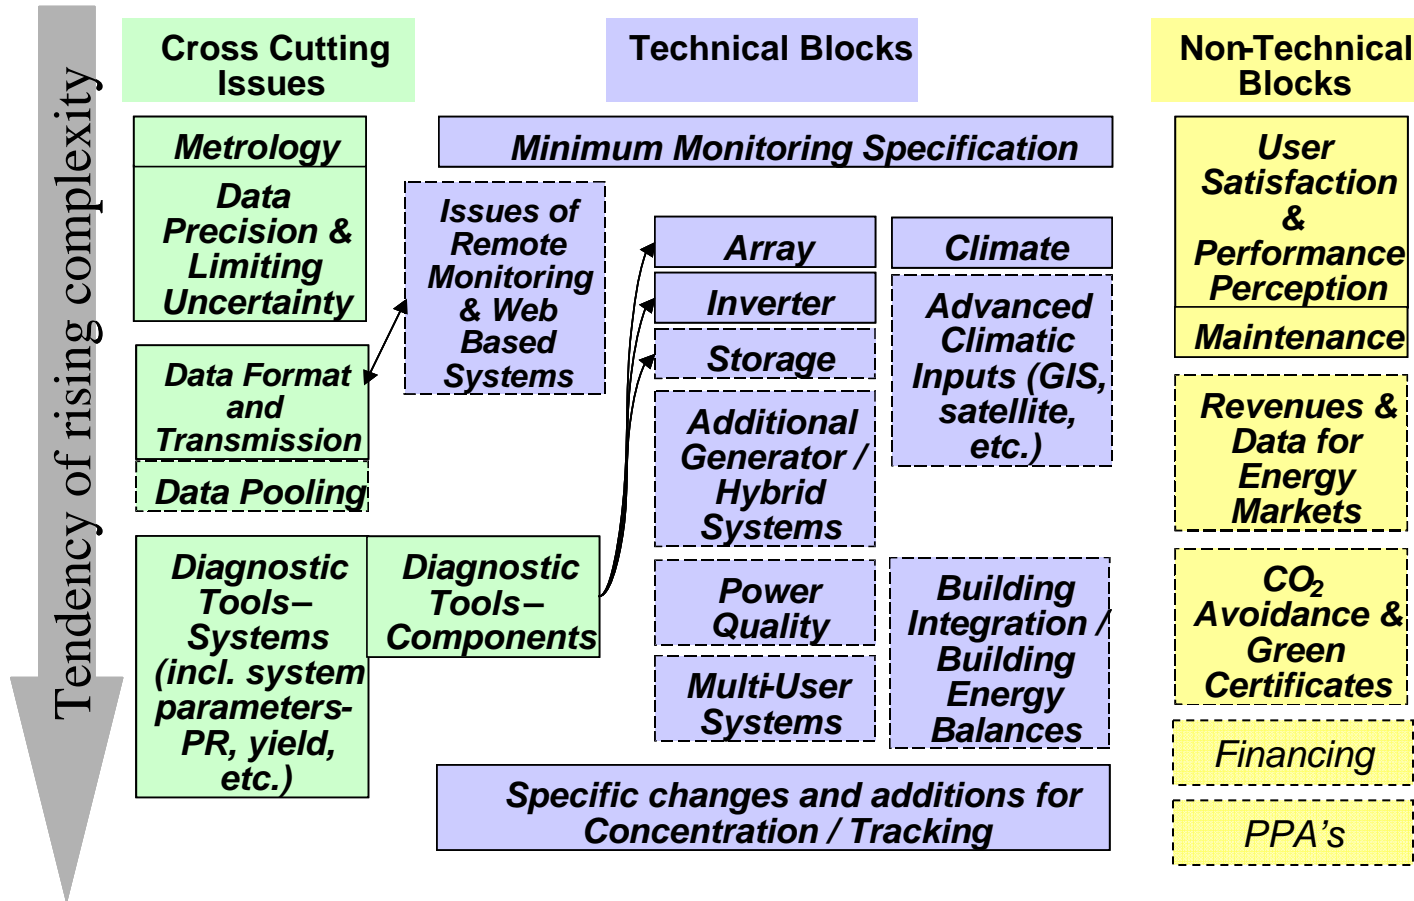 Tendency of rising complexity
Cross Cutting
Issues
Metrology
Data
Precision &
Limiting
Uncertainty
Data Format
and
Transmission
Data Pooling
Diagnostic
Tools–
Systems
(incl. system
parameters-
PR, yield,
etc.)
Diagnostic
Tools–
Components
Technical Blocks
Minimum Monitoring Specification
Issues of
Remote
Monitoring
& Web
Based
Systems
Array
Inverter
Storage
Additional
Generator /
Hybrid
Systems
Power
Quality
Multi-User
Systems
Climate
Advanced
Climatic
Inputs (GIS,
satellite,
etc.)
Building
Integration /
Building
Energy
Balances
Specific changes and additions for
Concentration / Tracking
Non-Technical
Blocks
User
Satisfaction
&
Performance
Perception
Maintenance
Revenues &
Data for
Energy
Markets
CO2
Avoidance &
Green
Certificates
Financing
PPA's